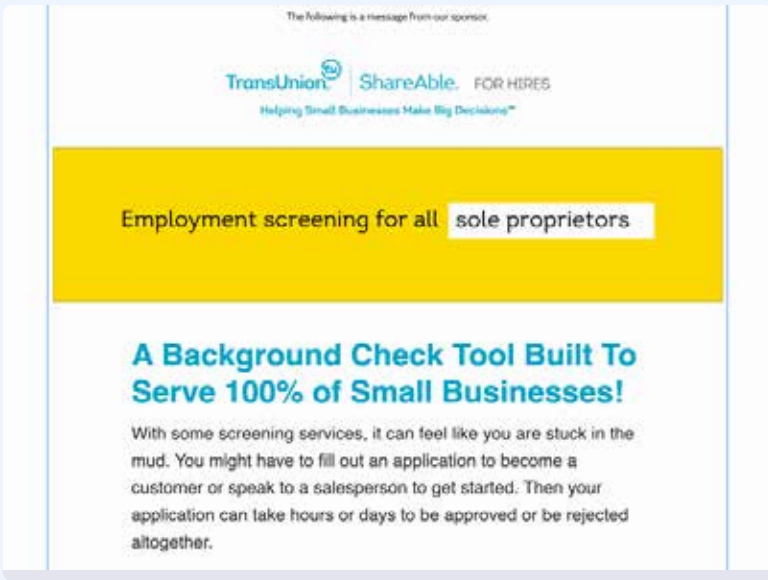 The following is a message from our sponsor.
TransUnion. tu ShareAble. FOR HIRES
Helping Small Businesses Make Big Decisions℠
Employment screening for all sole proprietors
A Background Check Tool Built To
Serve 100% of Small Businesses!
With some screening services, it can feel like you are stuck in the
mud. You might have to fill out an application to become a
customer or speak to a salesperson to get started. Then your
application can take hours or days to be approved or be rejected
altogether.